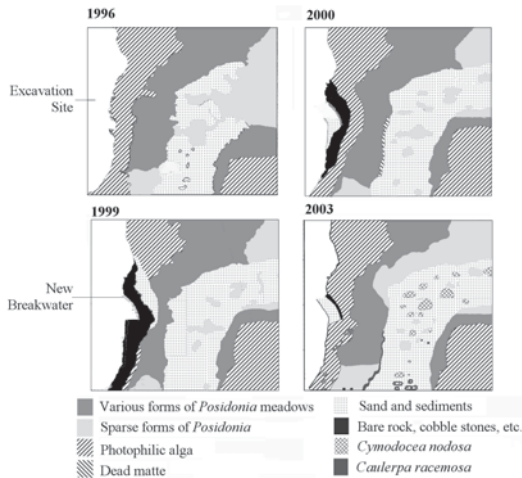 1996
2000
Excavation
Site
1999
2003
New
Breakwater
Various forms of Posidonia meadows
Sparse forms of Posidonia
Photophilic alga
Dead matte
Sand and sediments
Bare rock, cobble stones, etc.
Cymodocea nodosa
Caulerpa racemosa